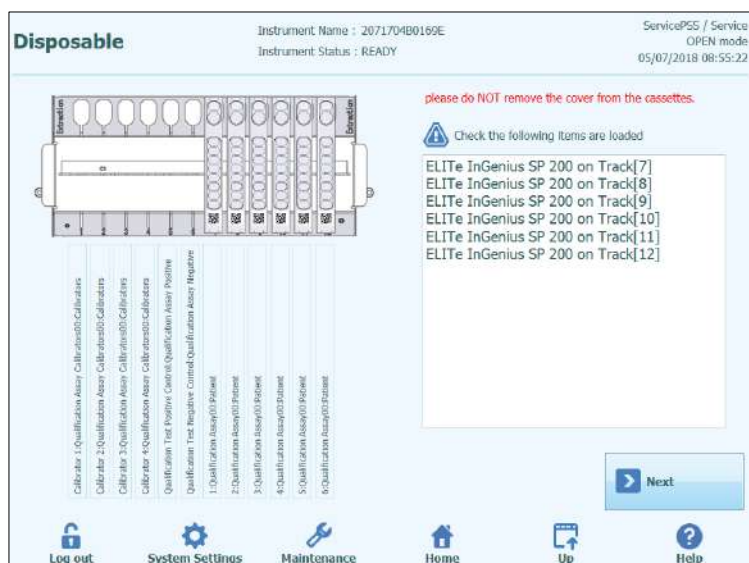 Disposable
Instrument Name : 2071704B0169E
Instrument Status : READY
ServicePSS / Service
OPEN mode
05/07/2018 08:55:22
please do NOT remove the cover from the cassettes.
Check the following items are loaded
ELITe InGenius SP 200 on Track[7]
ELITe InGenius SP 200 on Track[8]
ELITe InGenius SP 200 on Track[9]
ELITe InGenius SP 200 on Track[10]
ELITe InGenius SP 200 on Track[11]
ELITe InGenius SP 200 on Track[12]
Extraction
Extraction
Calibrator 1:Qualification Assay Calibrators00:Calibrators
Calibrator 2:Qualification Assay Calibrators00:Calibrators
Calibrator 3:Qualification Assay Calibrators00:Calibrators
Calibrator 4:Qualification Assay Calibrators00:Calibrators
Qualification Test Positive Control:Qualification Assay Positive
Qualification Test Negative Control:Qualification Assay Negative
1:Qualification Assay00:Patient
2:Qualification Assay00:Patient
3:Qualification Assay00:Patient
4:Qualification Assay00:Patient
5:Qualification Assay00:Patient
6:Qualification Assay00:Patient
Next
Log out
System Settings
Maintenance
Home
Up
Help